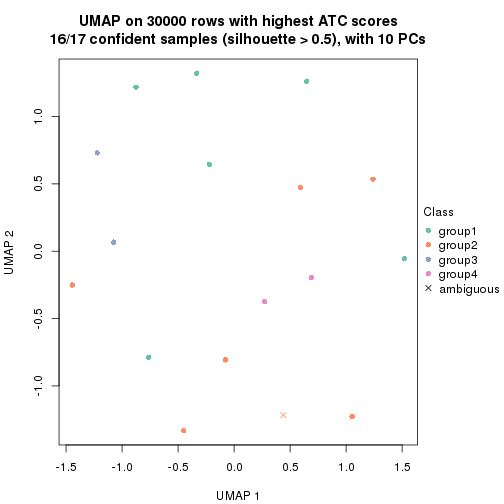 UMAP on 30000 rows with highest ATC scores
16/17 confident samples (silhouette > 0.5), with 10 PCs
1.0
0.5
0.0
-0.5
-1.0
UMAP 2
-1.5 -1.0 -0.5 0.0 0.5 1.0 1.5
UMAP 1
Class
group1
group2
group3
group4
ambiguous